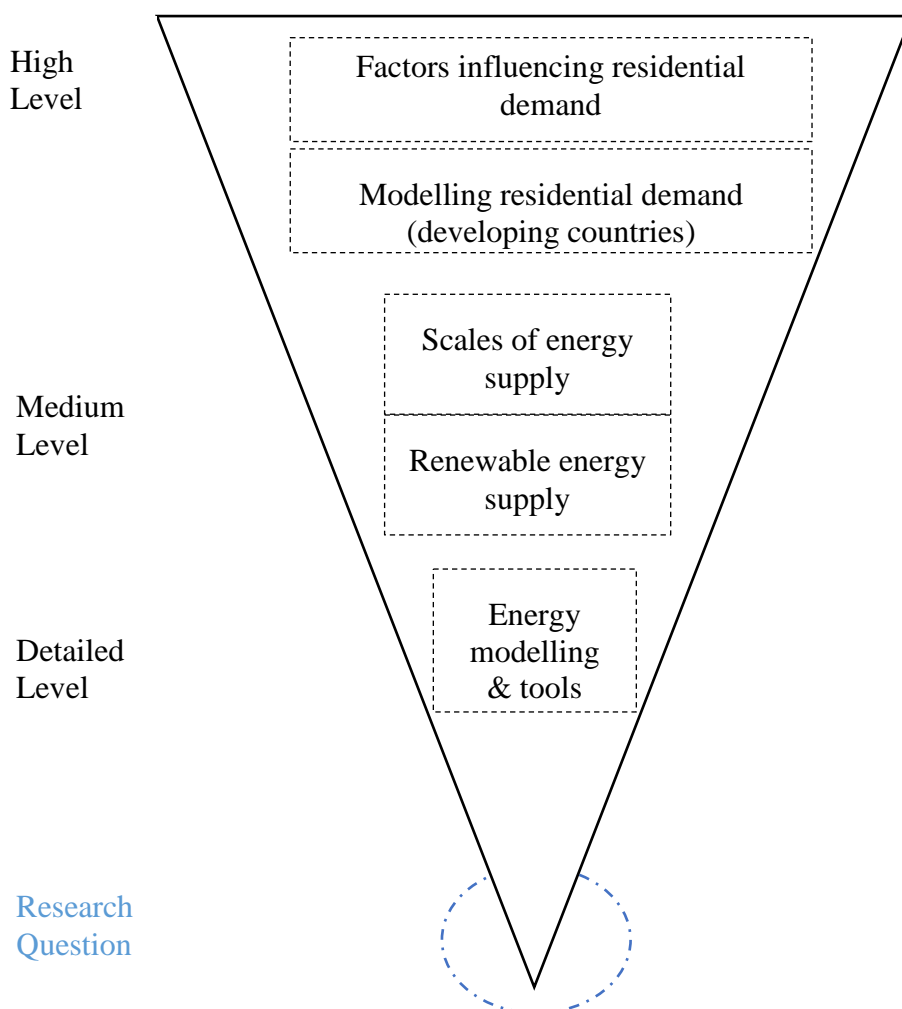 High
Level
Factors influencing residential
demand
Modelling residential demand
(developing countries)
Medium
Level
Scales of energy
supply
Renewable energy
supply
Detailed
Level
Energy
modelling
& tools
Research
Question